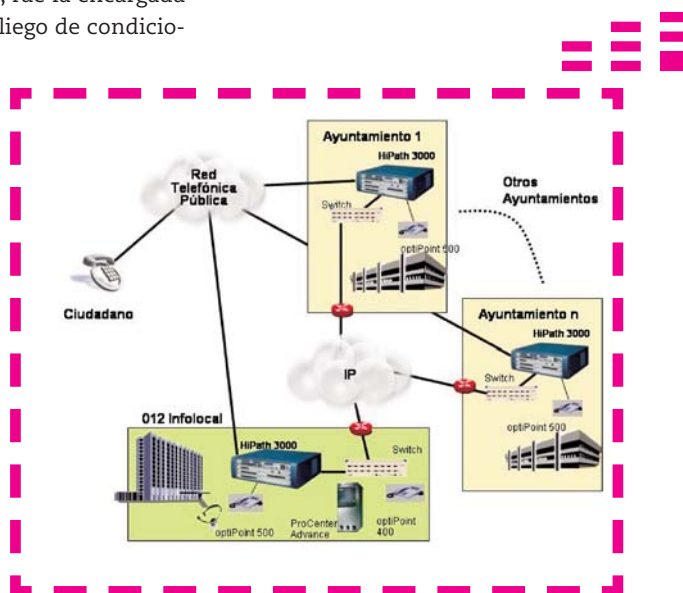 , fue la encargada
liego de condicio-
Ayuntamiento 1
HiPath 3000
Red
Telefónica
Pública
Switch
optiPoint 500
Otros
Ayuntamientos
Ciudadano
Ayuntamiento n
HiPath 3000
Switch
optiPoint 500
IP
012 Infolocal
HiPath 3000
Switch
optiPoint 500
ProCenter
Advance
optiPoint
400